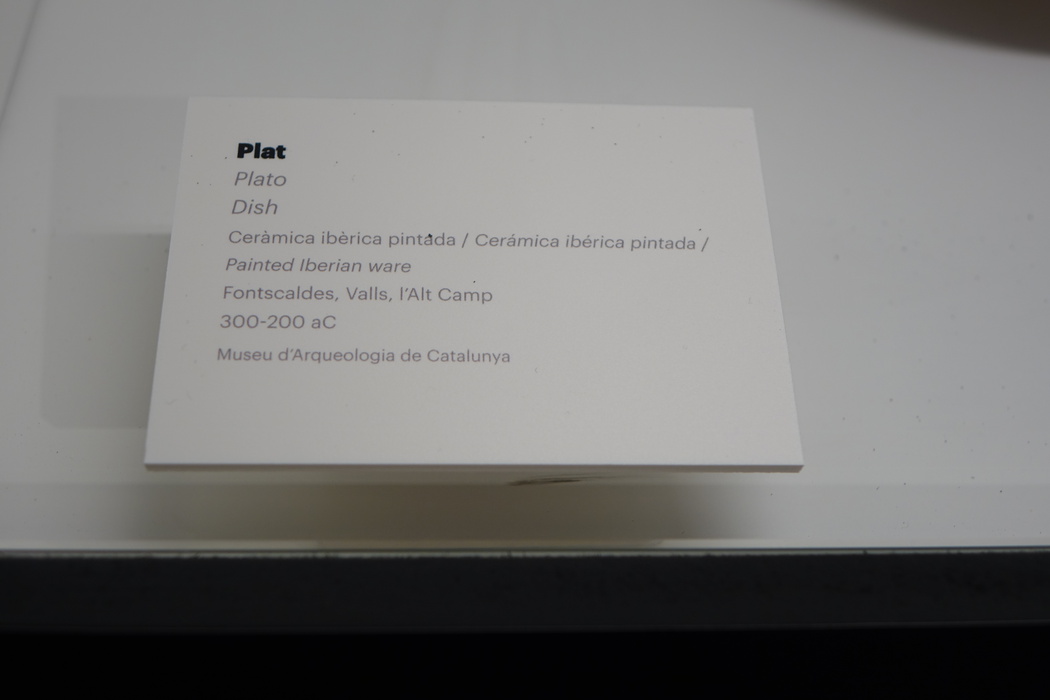 Plat
Plato
Dish
Ceràmica ibèrica pintada / Cerámica ibérica pintada /
Painted Iberian ware
Fontscaldes, Valls, l'Alt Camp
300-200 aC
Museu d'Arqueologia de Catalunya